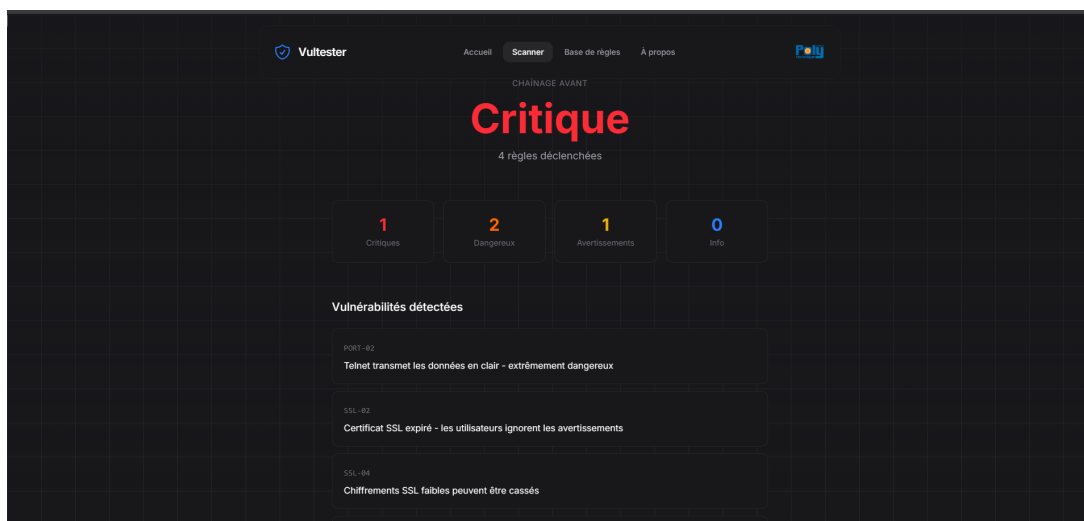 Vultester Accueil Scanner Base de règles À propos Poly
CHAÎNAGE AVANT
Critique
4 règles déclenchées
1 2 1 0
Critiques Dangereux Avertissements Info
Vulnérabilités détectées
PORT-02
Telnet transmet les données en clair - extrêmement dangereux
SSL-02
Certificat SSL expiré - les utilisateurs ignorent les avertissements
SSL-04
Chiffrements SSL faibles peuvent être cassés